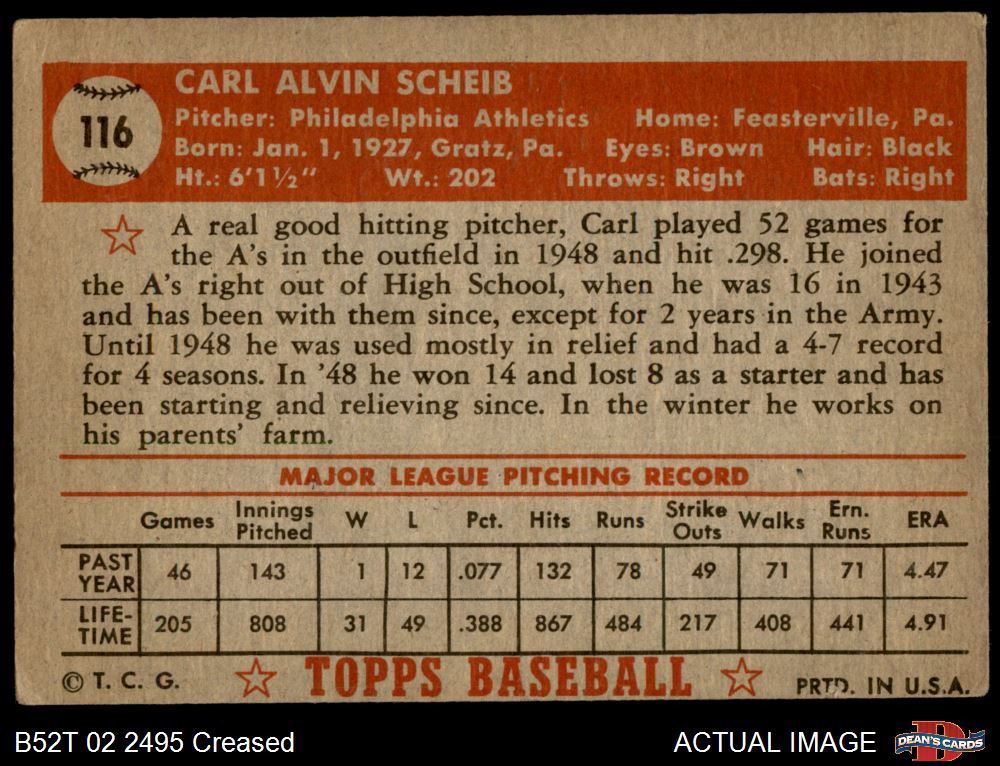 116
CARL ALVIN SCHEIB
Pitcher: Philadelphia Athletics Home: Feasterville, Pa.
Born: Jan. 1, 1927, Gratz, Pa. Eyes: Brown Hair: Black
Ht.: 6'1½" Wt.: 202 Throws: Right Bats: Right
A real good hitting pitcher, Carl played 52 games for
the A's in the outfield in 1948 and hit .298. He joined
the A's right out of High School, when he was 16 in 1943
and has been with them since, except for 2 years in the Army.
Until 1948 he was used mostly in relief and had a 4-7 record
for 4 seasons. In '48 he won 14 and lost 8 as a starter and has
been starting and relieving since. In the winter he works on
his parents' farm.
MAJOR LEAGUE PITCHING RECORD
Games Innings Pitched W L Pct. Hits Runs Strike Outs Walks Ern. Runs ERA
PAST YEAR 46 143 1 12 .077 132 78 49 71 71 4.47
LIFE-TIME 205 808 31 49 .388 867 484 217 408 441 4.91
© T. C. G. TOPPS BASEBALL PRTD. IN U.S.A.
B52T 02 2495 Creased ACTUAL IMAGE DEAN'S CARDS